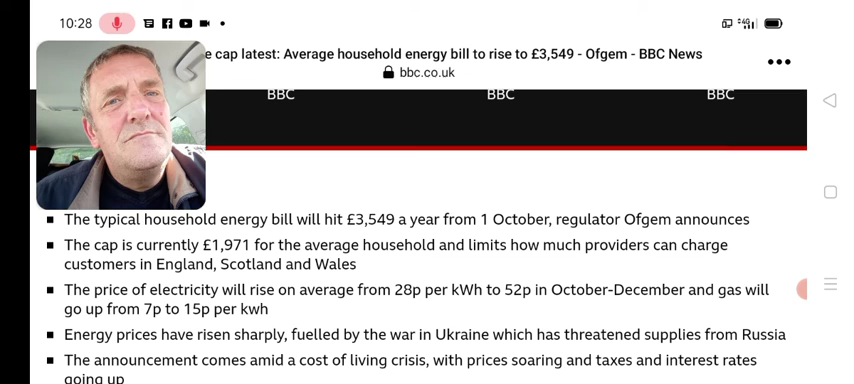 10:28
4G
e cap latest: Average household energy bill to rise to £3,549 - Ofgem - BBC News
bbc.co.uk
BBC BBC BBC
▪ The typical household energy bill will hit £3,549 a year from 1 October, regulator Ofgem announces
▪ The cap is currently £1,971 for the average household and limits how much providers can charge
customers in England, Scotland and Wales
▪ The price of electricity will rise on average from 28p per kWh to 52p in October-December and gas will
go up from 7p to 15p per kwh
▪ Energy prices have risen sharply, fuelled by the war in Ukraine which has threatened supplies from Russia
▪ The announcement comes amid a cost of living crisis, with prices soaring and taxes and interest rates
going up